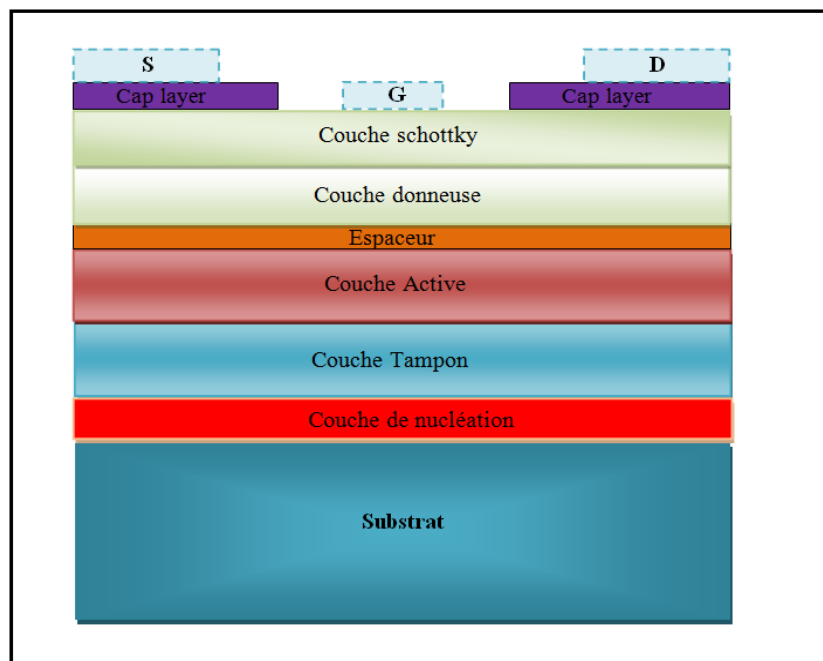 S
D
Cap layer
G
Cap layer
Couche schottky
Couche donneuse
Espaceur
Couche Active
Couche Tampon
Couche de nucléation
Substrat